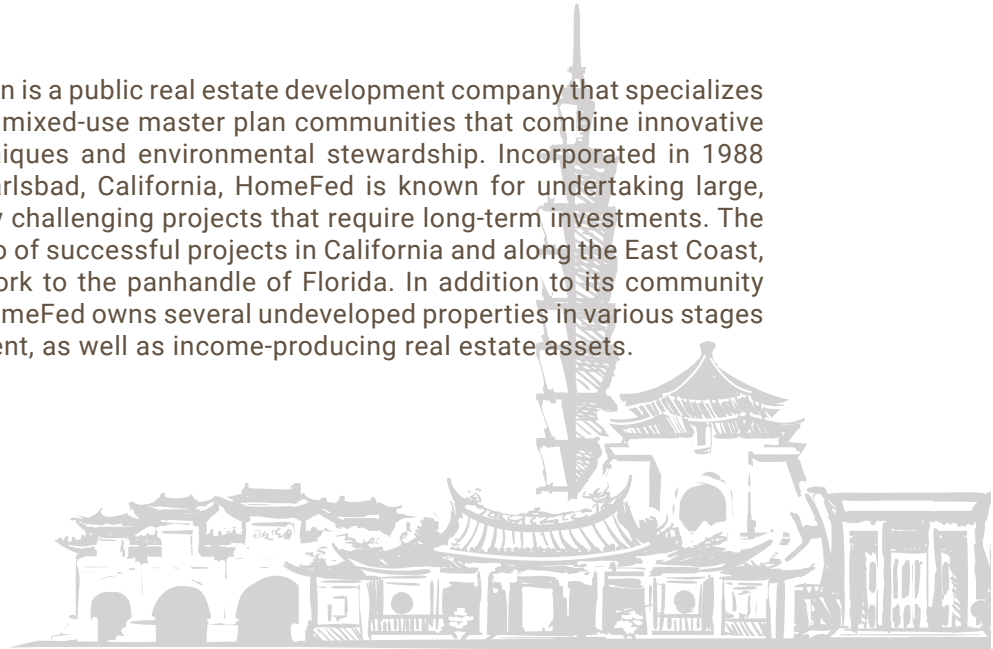 n is a public real estate development company that specializes
mixed-use master plan communities that combine innovative
iques and environmental stewardship. Incorporated in 1988
arlsbad, California, HomeFed is known for undertaking large,
y challenging projects that require long-term investments. The
o of successful projects in California and along the East Coast,
ork to the panhandle of Florida. In addition to its community
meFed owns several undeveloped properties in various stages
ent, as well as income-producing real estate assets.